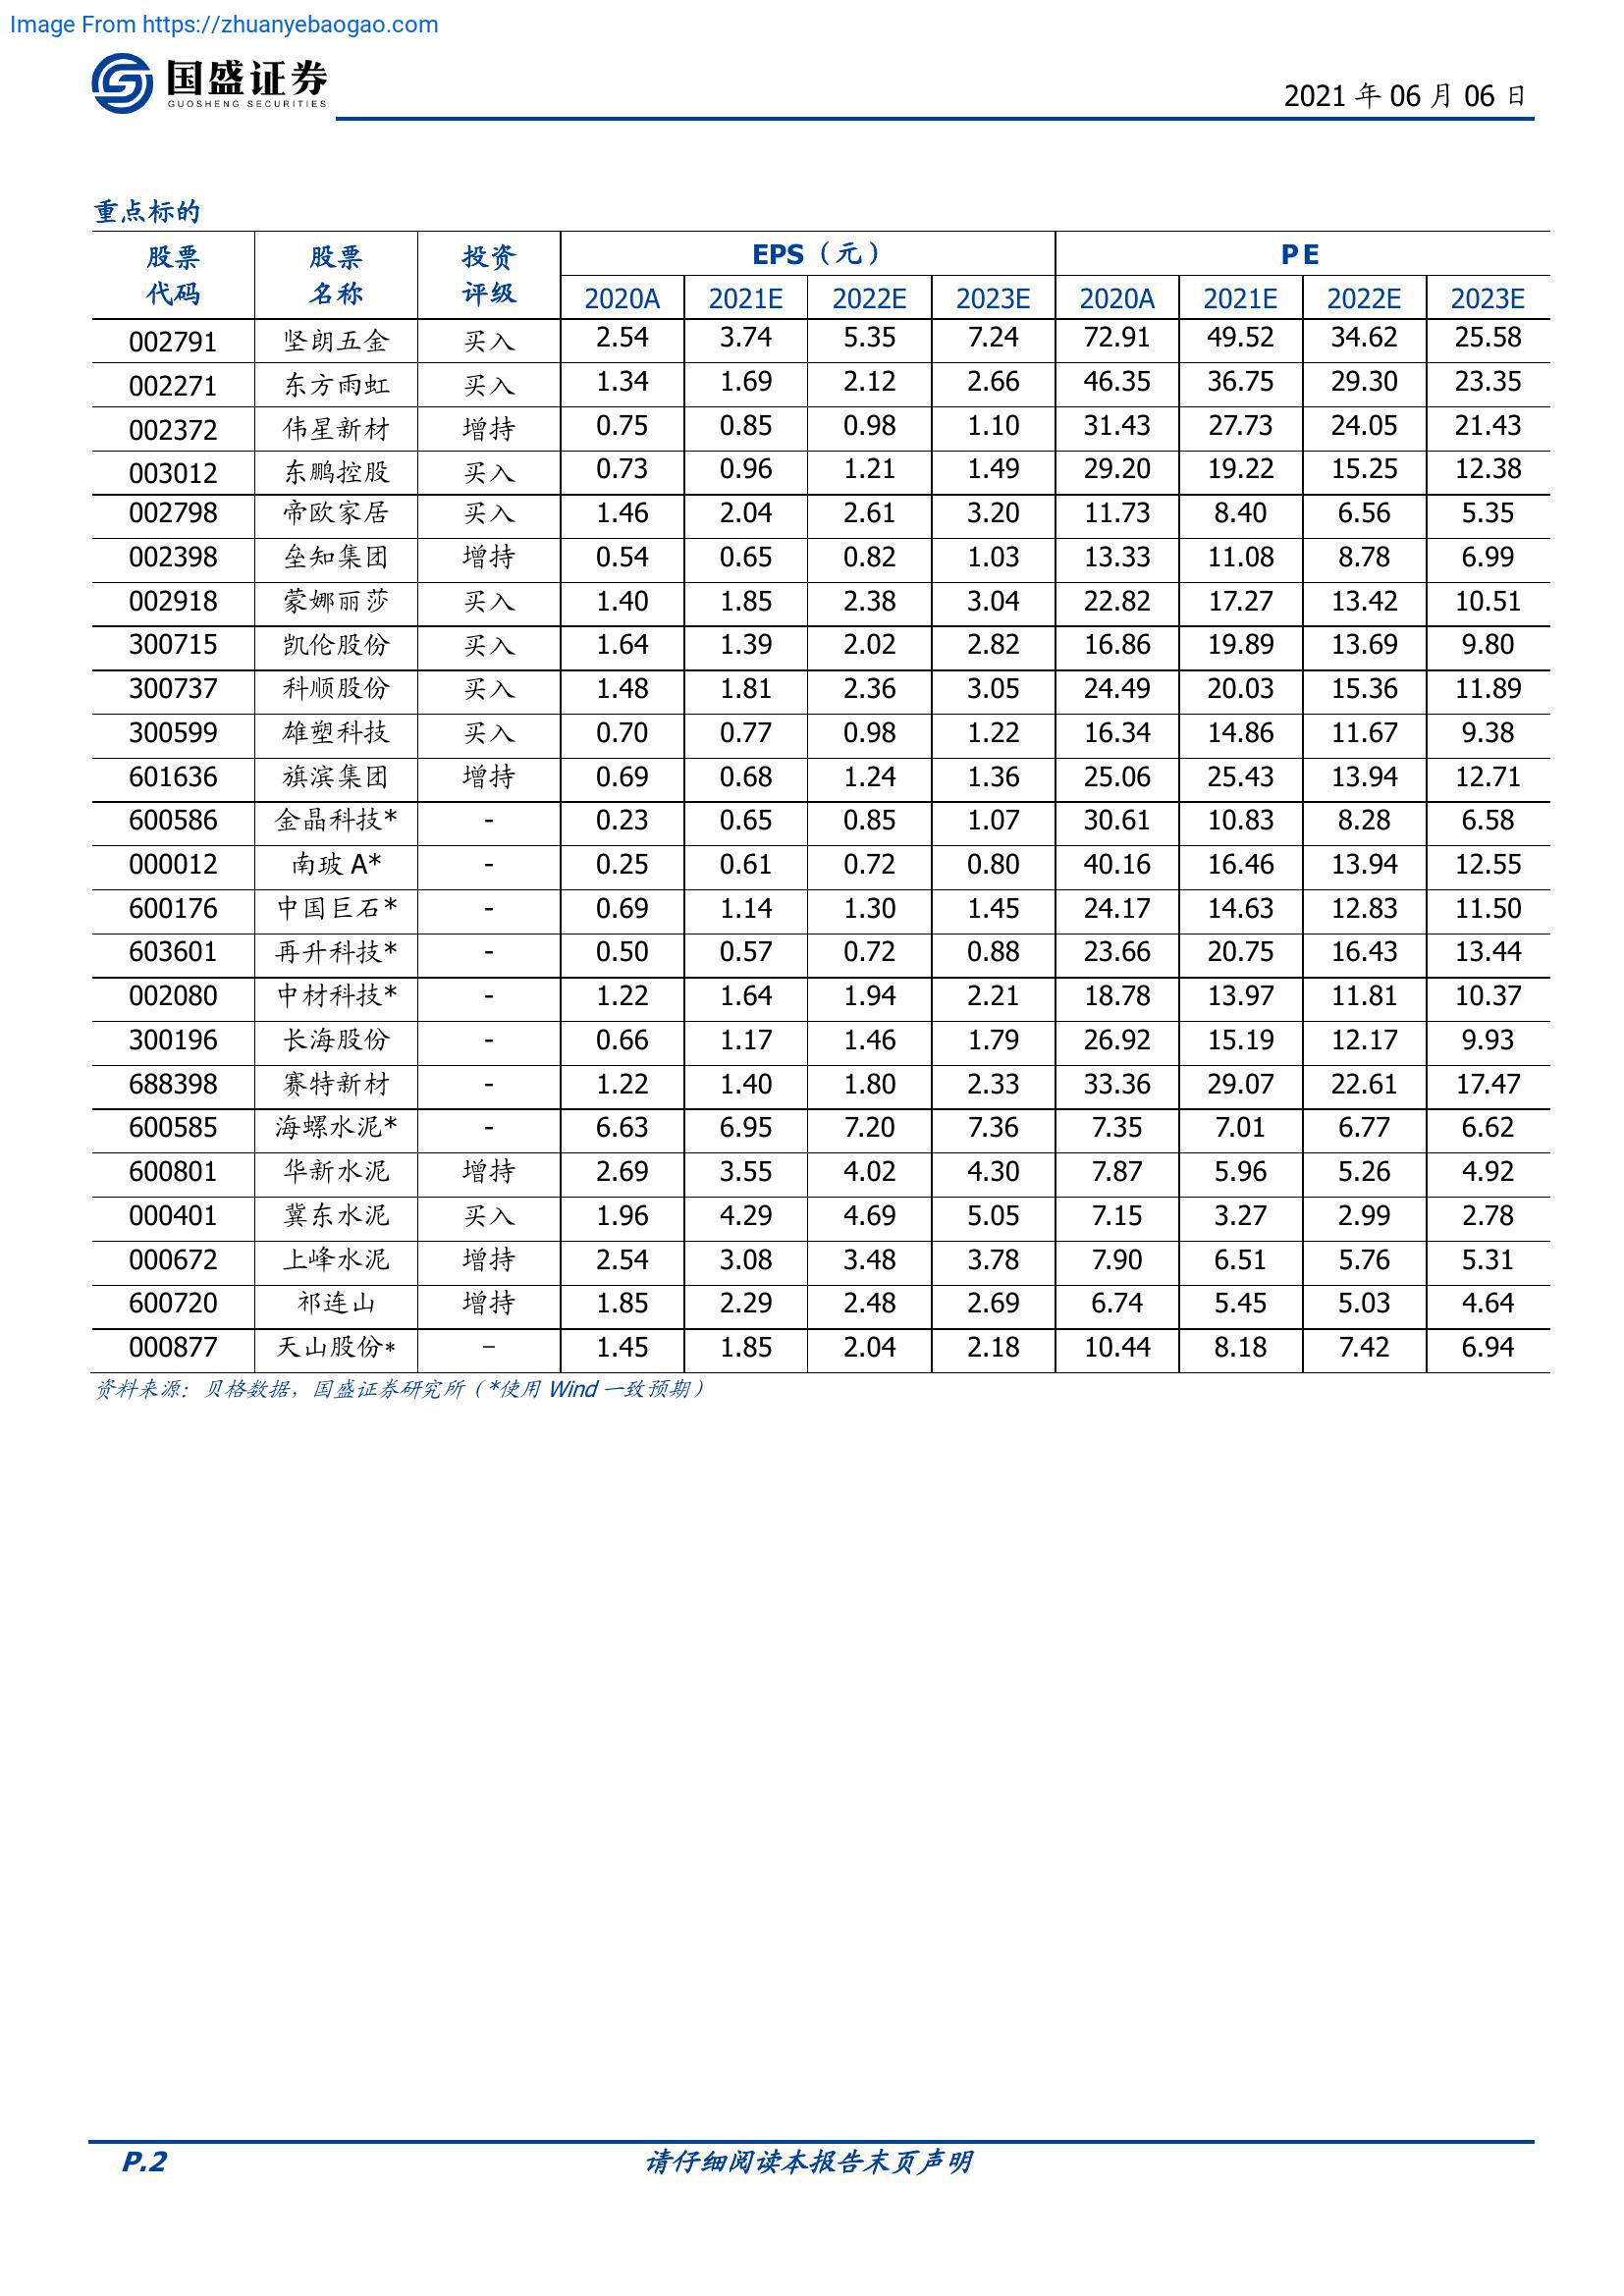 Image From https://zhuanyebaogao.com
国盛证券
GUOSHENG SECURITIES
2021 年 06 月 06 日
重点标的
股票代码 股票名称 投资评级 EPS（元） PE
2020A 2021E 2022E 2023E 2020A 2021E 2022E 2023E
002791 坚朗五金 买入 2.54 3.74 5.35 7.24 72.91 49.52 34.62 25.58
002271 东方雨虹 买入 1.34 1.69 2.12 2.66 46.35 36.75 29.30 23.35
002372 伟星新材 增持 0.75 0.85 0.98 1.10 31.43 27.73 24.05 21.43
003012 东鹏控股 买入 0.73 0.96 1.21 1.49 29.20 19.22 15.25 12.38
002798 帝欧家居 买入 1.46 2.04 2.61 3.20 11.73 8.40 6.56 5.35
002398 垒知集团 增持 0.54 0.65 0.82 1.03 13.33 11.08 8.78 6.99
002918 蒙娜丽莎 买入 1.40 1.85 2.38 3.04 22.82 17.27 13.42 10.51
300715 凯伦股份 买入 1.64 1.39 2.02 2.82 16.86 19.89 13.69 9.80
300737 科顺股份 买入 1.48 1.81 2.36 3.05 24.49 20.03 15.36 11.89
300599 雄塑科技 买入 0.70 0.77 0.98 1.22 16.34 14.86 11.67 9.38
601636 旗滨集团 增持 0.69 0.68 1.24 1.36 25.06 25.43 13.94 12.71
600586 金晶科技* - 0.23 0.65 0.85 1.07 30.61 10.83 8.28 6.58
000012 南玻 A* - 0.25 0.61 0.72 0.80 40.16 16.46 13.94 12.55
600176 中国巨石* - 0.69 1.14 1.30 1.45 24.17 14.63 12.83 11.50
603601 再升科技* - 0.50 0.57 0.72 0.88 23.66 20.75 16.43 13.44
002080 中材科技* - 1.22 1.64 1.94 2.21 18.78 13.97 11.81 10.37
300196 长海股份 - 0.66 1.17 1.46 1.79 26.92 15.19 12.17 9.93
688398 赛特新材 - 1.22 1.40 1.80 2.33 33.36 29.07 22.61 17.47
600585 海螺水泥* - 6.63 6.95 7.20 7.36 7.35 7.01 6.77 6.62
600801 华新水泥 增持 2.69 3.55 4.02 4.30 7.87 5.96 5.26 4.92
000401 冀东水泥 买入 1.96 4.29 4.69 5.05 7.15 3.27 2.99 2.78
000672 上峰水泥 增持 2.54 3.08 3.48 3.78 7.90 6.51 5.76 5.31
600720 祁连山 增持 1.85 2.29 2.48 2.69 6.74 5.45 5.03 4.64
000877 天山股份* – 1.45 1.85 2.04 2.18 10.44 8.18 7.42 6.94
资料来源：贝格数据，国盛证券研究所（*使用 Wind 一致预期）
P.2 请仔细阅读本报告末页声明